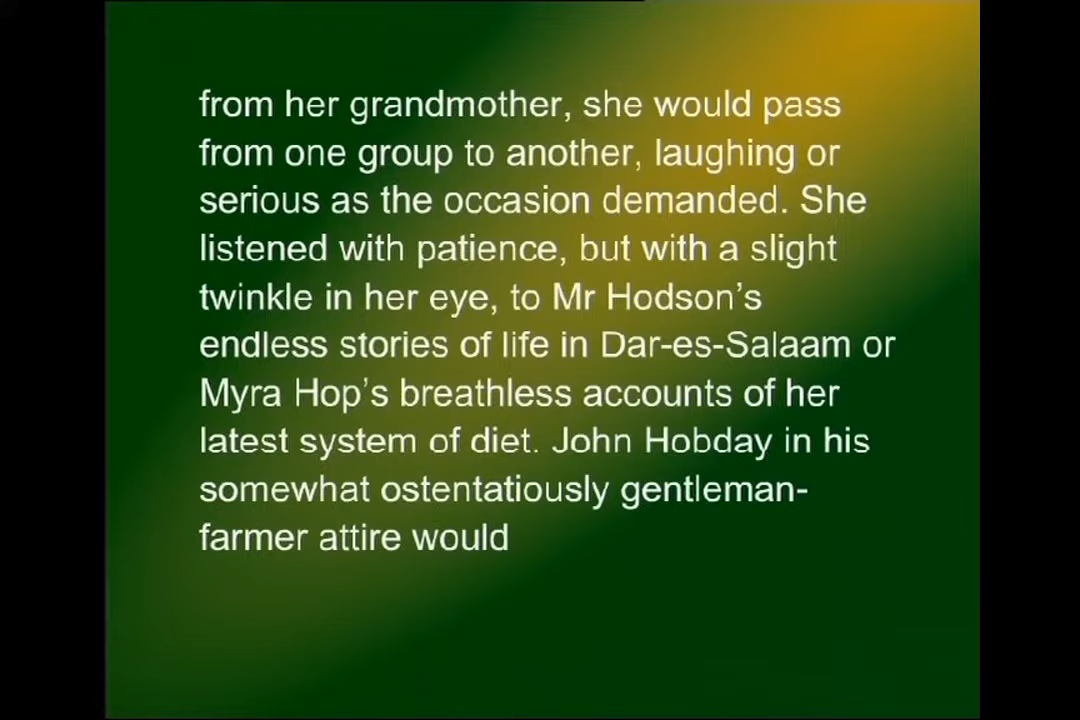 from her grandmother, she would pass
from one group to another, laughing or
serious as the occasion demanded. She
listened with patience, but with a slight
twinkle in her eye, to Mr Hodson’s
endless stories of life in Dar-es-Salaam or
Myra Hop’s breathless accounts of her
latest system of diet. John Hobday in his
somewhat ostentatiously gentleman-
farmer attire would